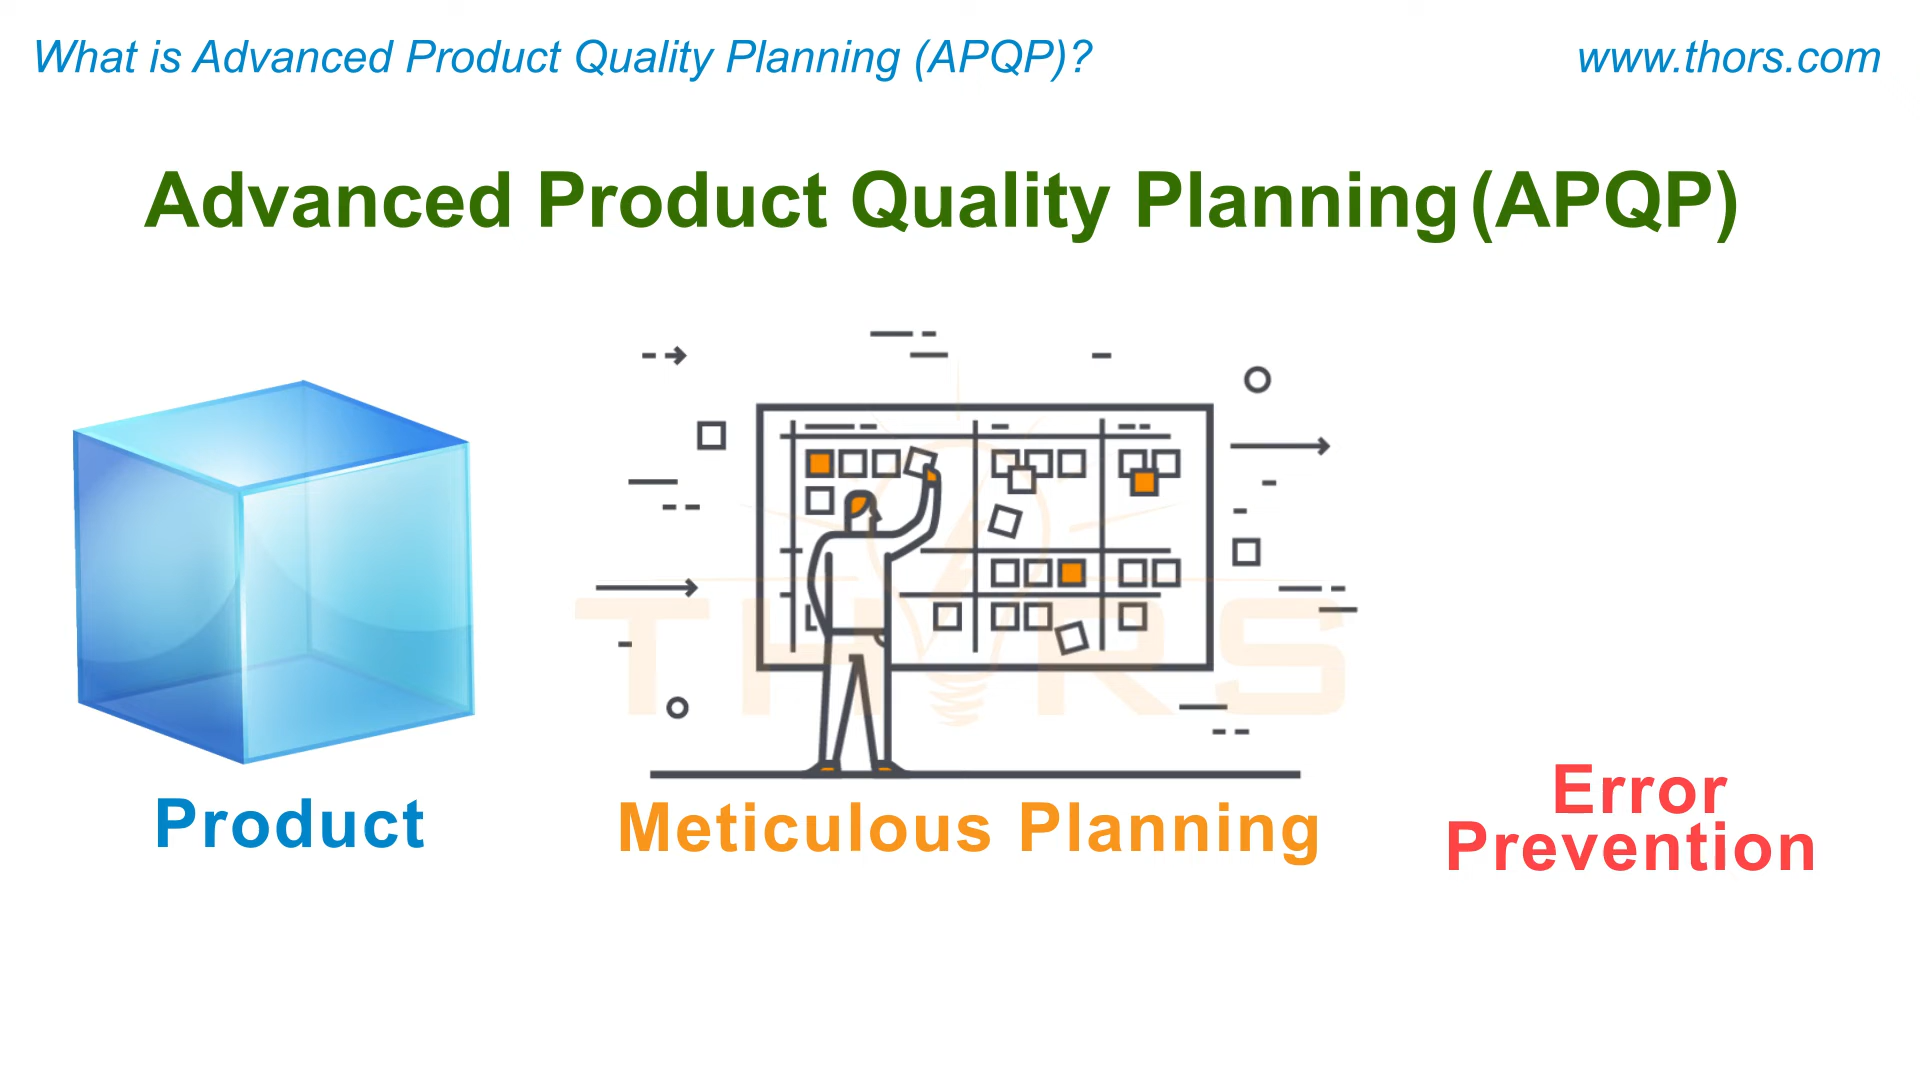 What is Advanced Product Quality Planning (APQP)?
www.thors.com
Advanced Product Quality Planning (APQP)
THORS
Product
Meticulous Planning
Error
Prevention